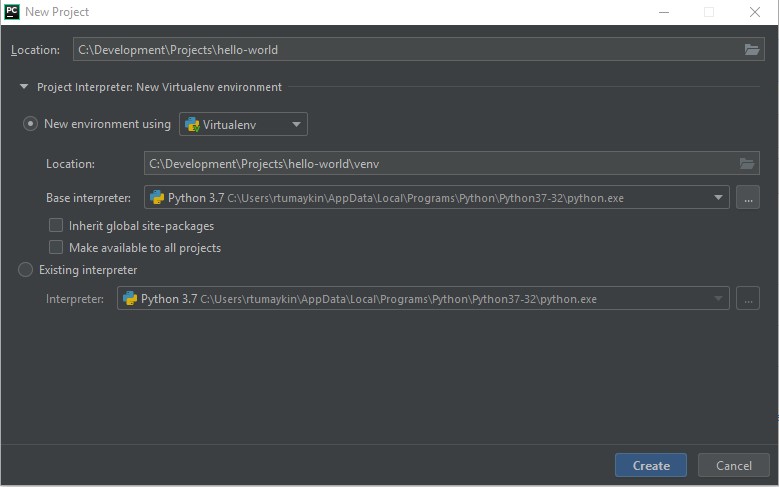 PC New Project
Location: C:\Development\Projects\hello-world
Project Interpreter: New Virtualenv environment
New environment using Virtualenv
Location: C:\Development\Projects\hello-world\venv
Base interpreter: Python 3.7 C:\Users\rtumaykin\AppData\Local\Programs\Python\Python37-32\python.exe ...
Inherit global site-packages
Make available to all projects
Existing interpreter
Interpreter: Python 3.7 C:\Users\rtumaykin\AppData\Local\Programs\Python\Python37-32\python.exe ...
Create Cancel